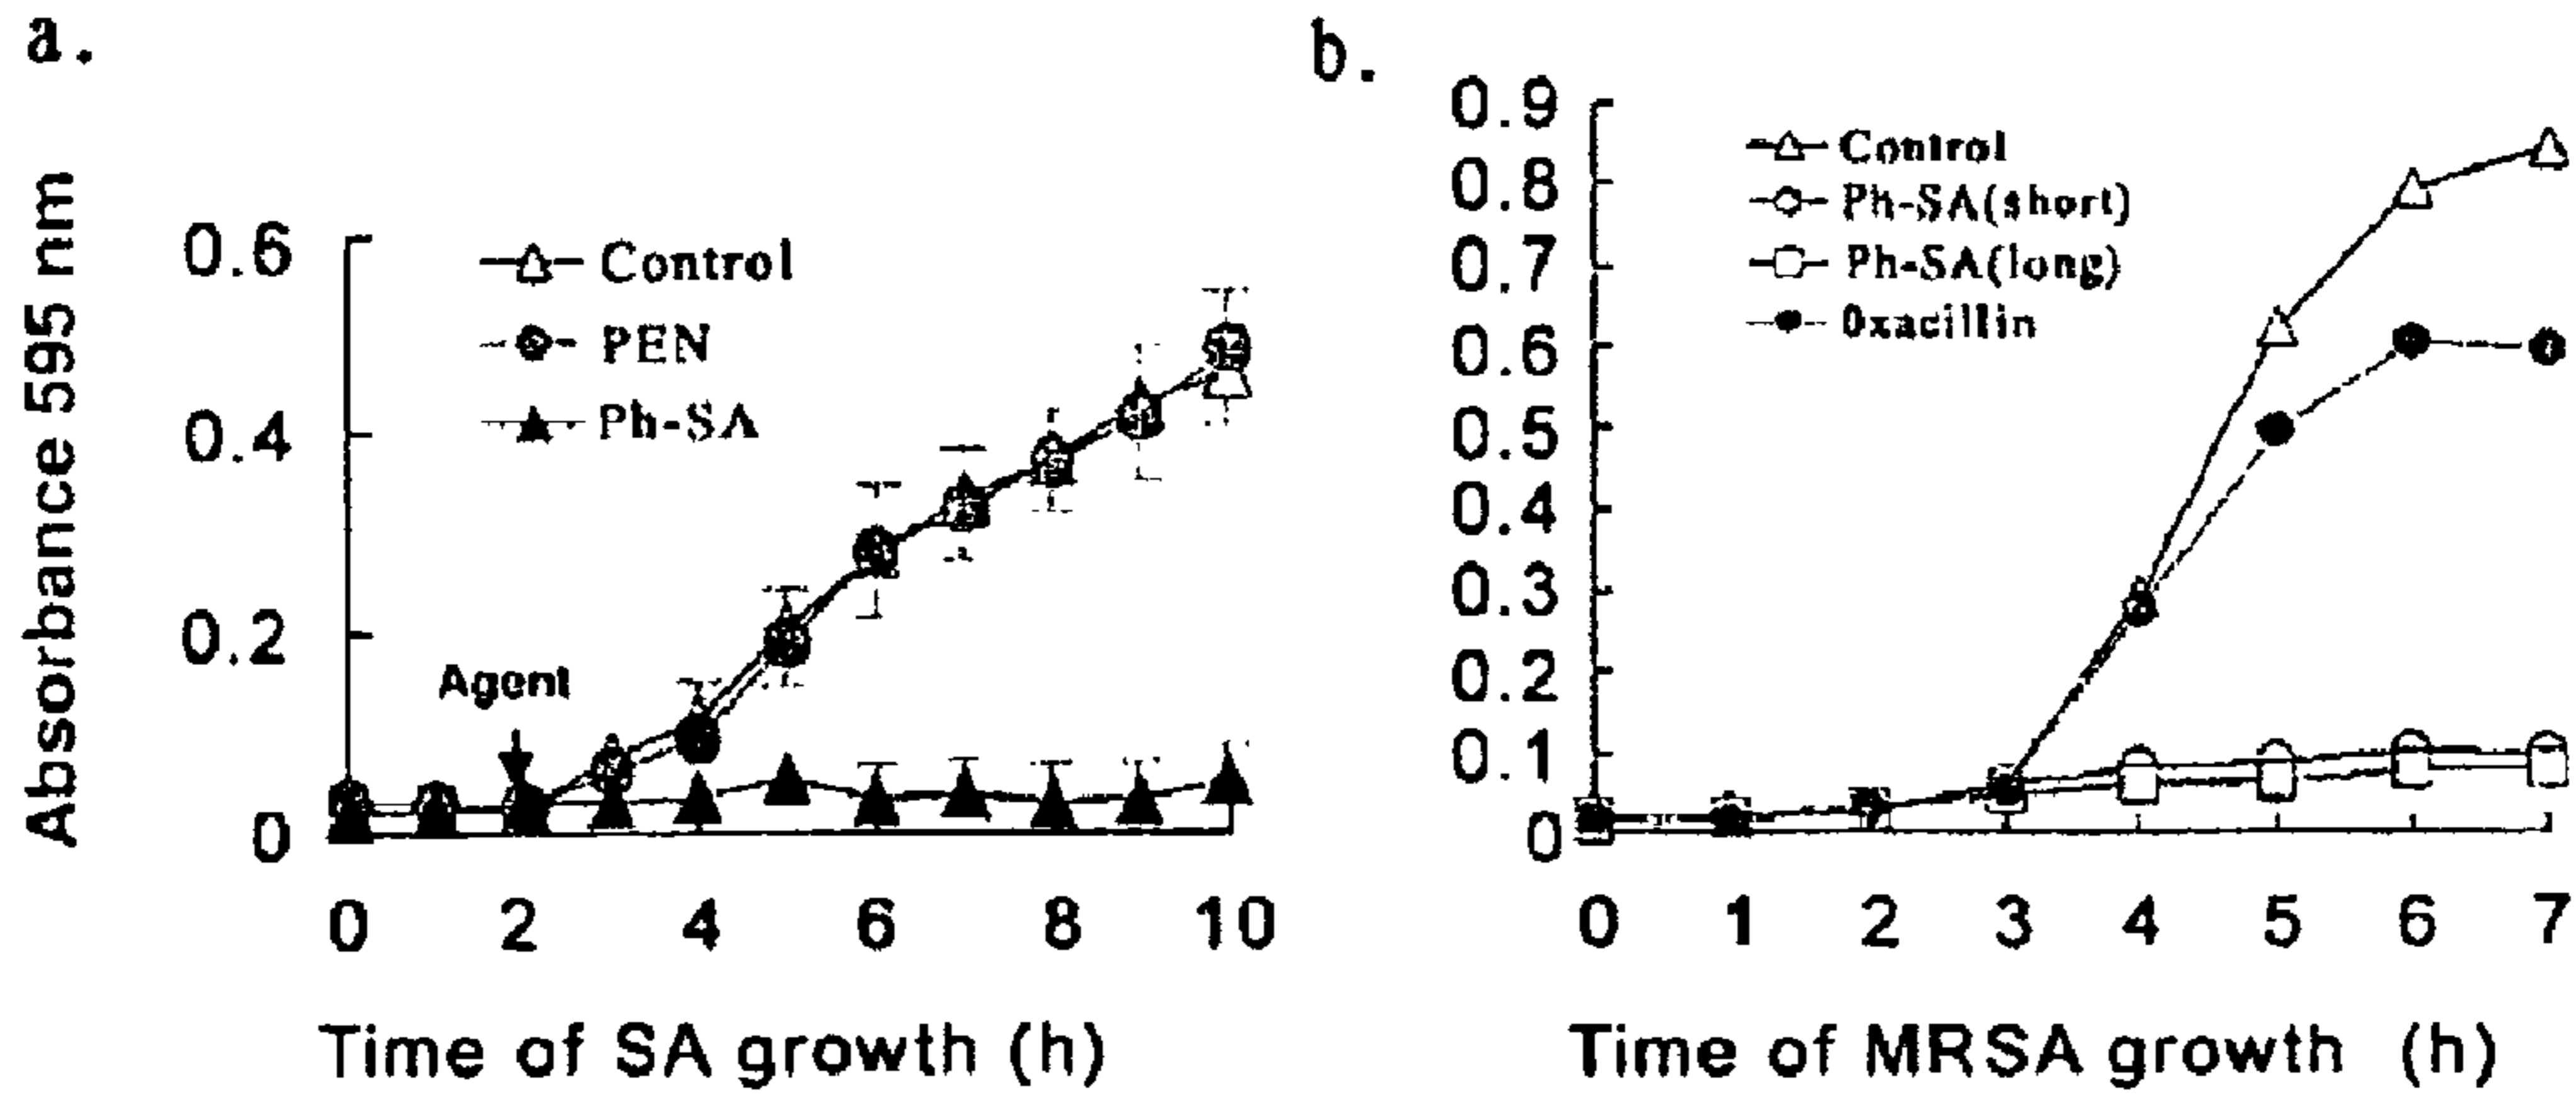 a.
Absorbance 595 nm
0.6
0.4
0.2
0
Control
PEN
Ph-SA
Agent
0 2 4 6 8 10
Time of SA growth (h)
b.
0.9
0.8
0.7
0.6
0.5
0.4
0.3
0.2
0.1
0
Control
Ph-SA(short)
Ph-SA(long)
Oxacillin
0 1 2 3 4 5 6 7
Time of MRSA growth (h)